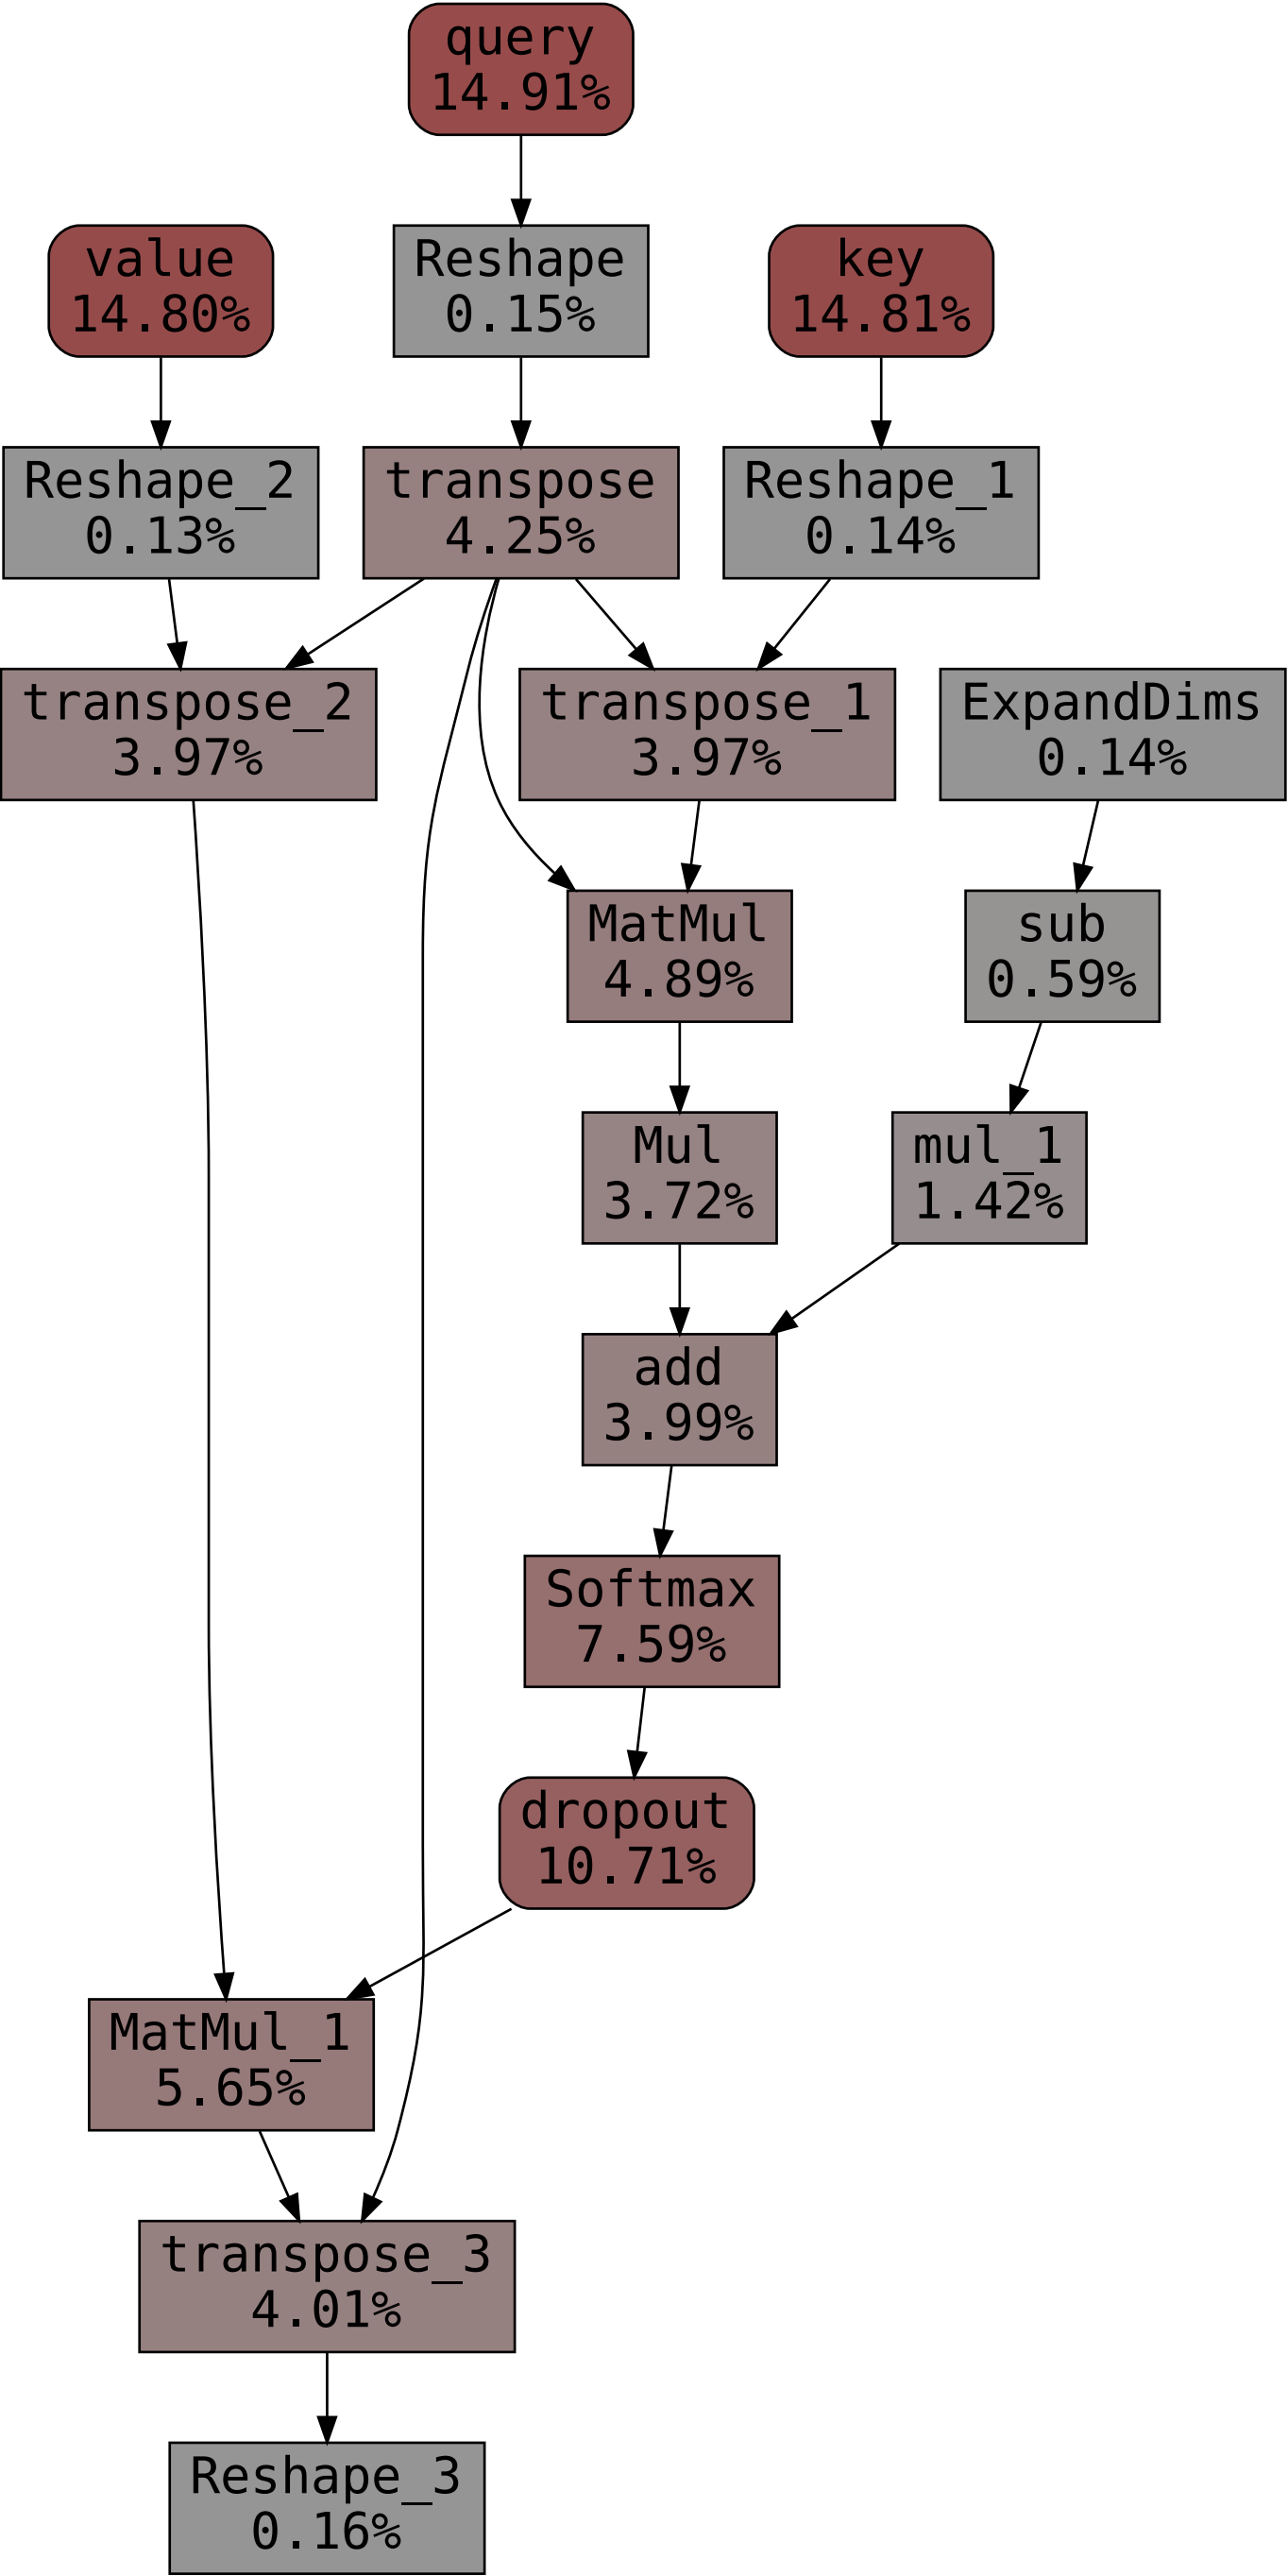 query
14.91%
value
14.80%
Reshape
0.15%
key
14.81%
Reshape_2
0.13%
transpose
4.25%
Reshape_1
0.14%
transpose_2
3.97%
transpose_1
3.97%
ExpandDims
0.14%
MatMul
4.89%
sub
0.59%
Mul
3.72%
mul_1
1.42%
add
3.99%
Softmax
7.59%
dropout
10.71%
MatMul_1
5.65%
transpose_3
4.01%
Reshape_3
0.16%